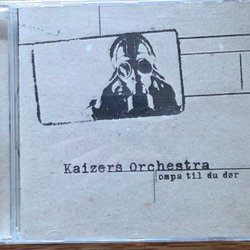 Kaizers Orchestra
ompa til du dør